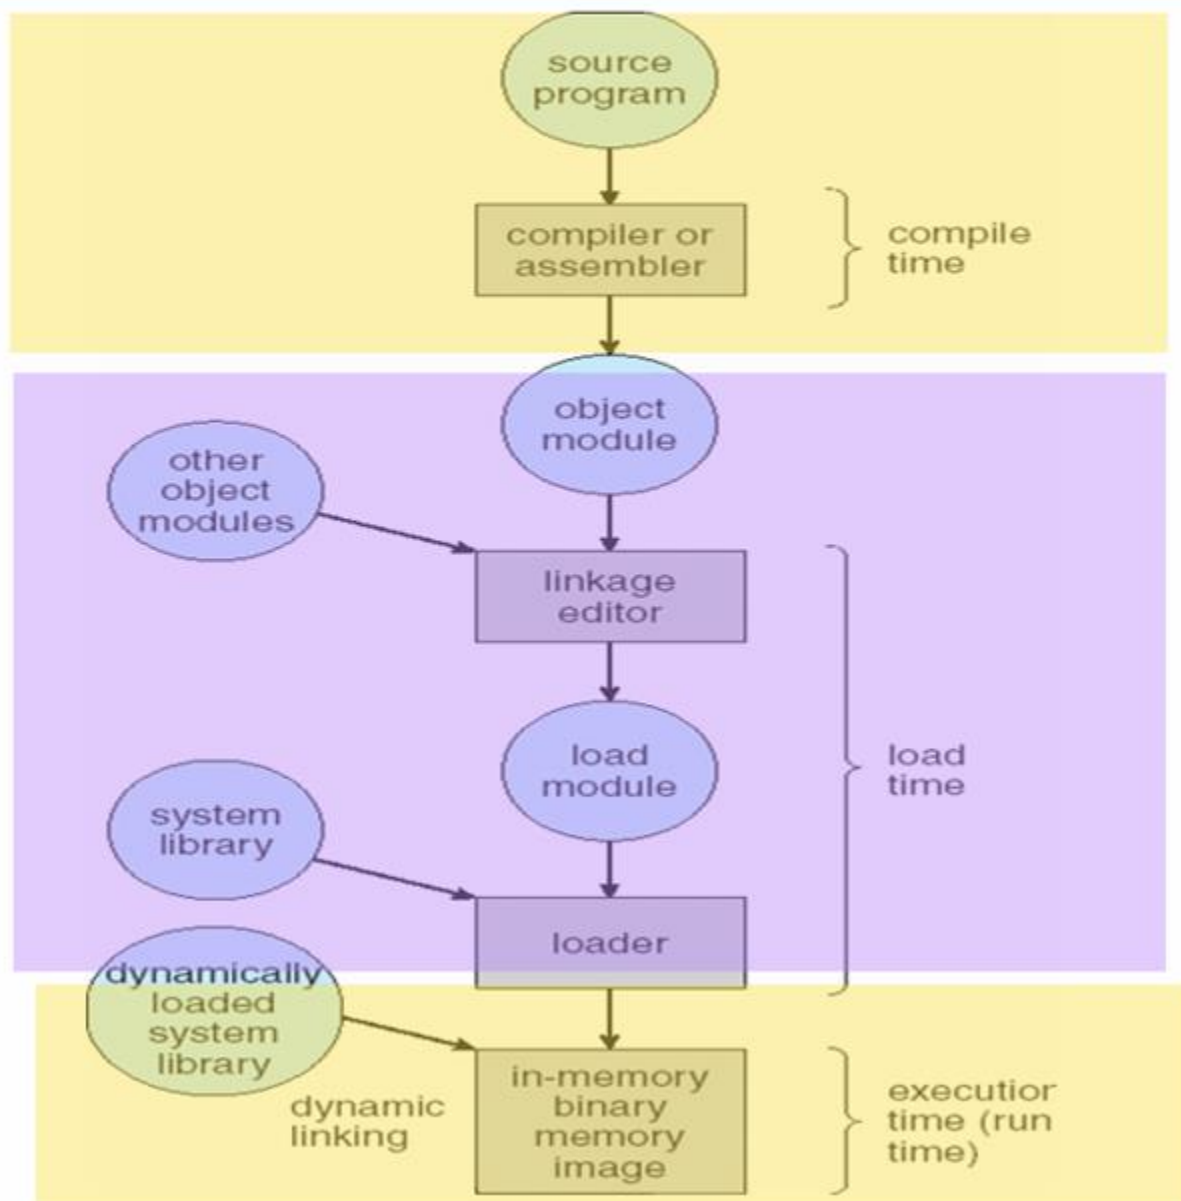 source
program
compiler or
assembler
compile
time
object
module
other
object
modules
linkage
editor
load
module
load
time
system
library
loader
dynamically
loaded
system
library
dynamic
linking
in-memory
binary
memory
image
executior
time (run
time)